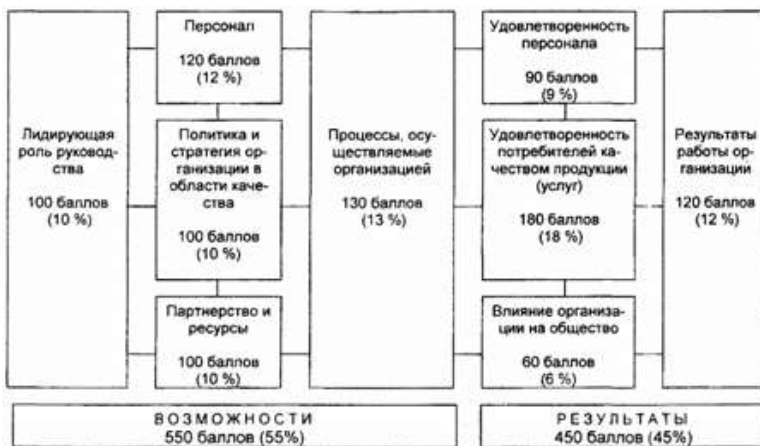 Лидирующая
роль руковод-
ства
100 баллов
(10 %)
Персонал
120 баллов
(12 %)
Политика и
стратегия ор-
ганизации в
области каче-
ства
100 баллов
(10 %)
Партнерство и
ресурсы
100 баллов
(10 %)
Процессы, осу-
ществляемые
организацией
130 баллов
(13 %)
Удовлетворенность
персонала
90 баллов
(9 %)
Удовлетворенность
потребителей ка-
чеством продукции
(услуг)
180 баллов
(18 %)
Влияние организа-
ции на общество
60 баллов
(6 %)
Результаты
работы ор-
ганизации
120 баллов
(12 %)
ВОЗМОЖНОСТИ
550 баллов (55%)
РЕЗУЛЬТАТЫ
450 баллов (45%)